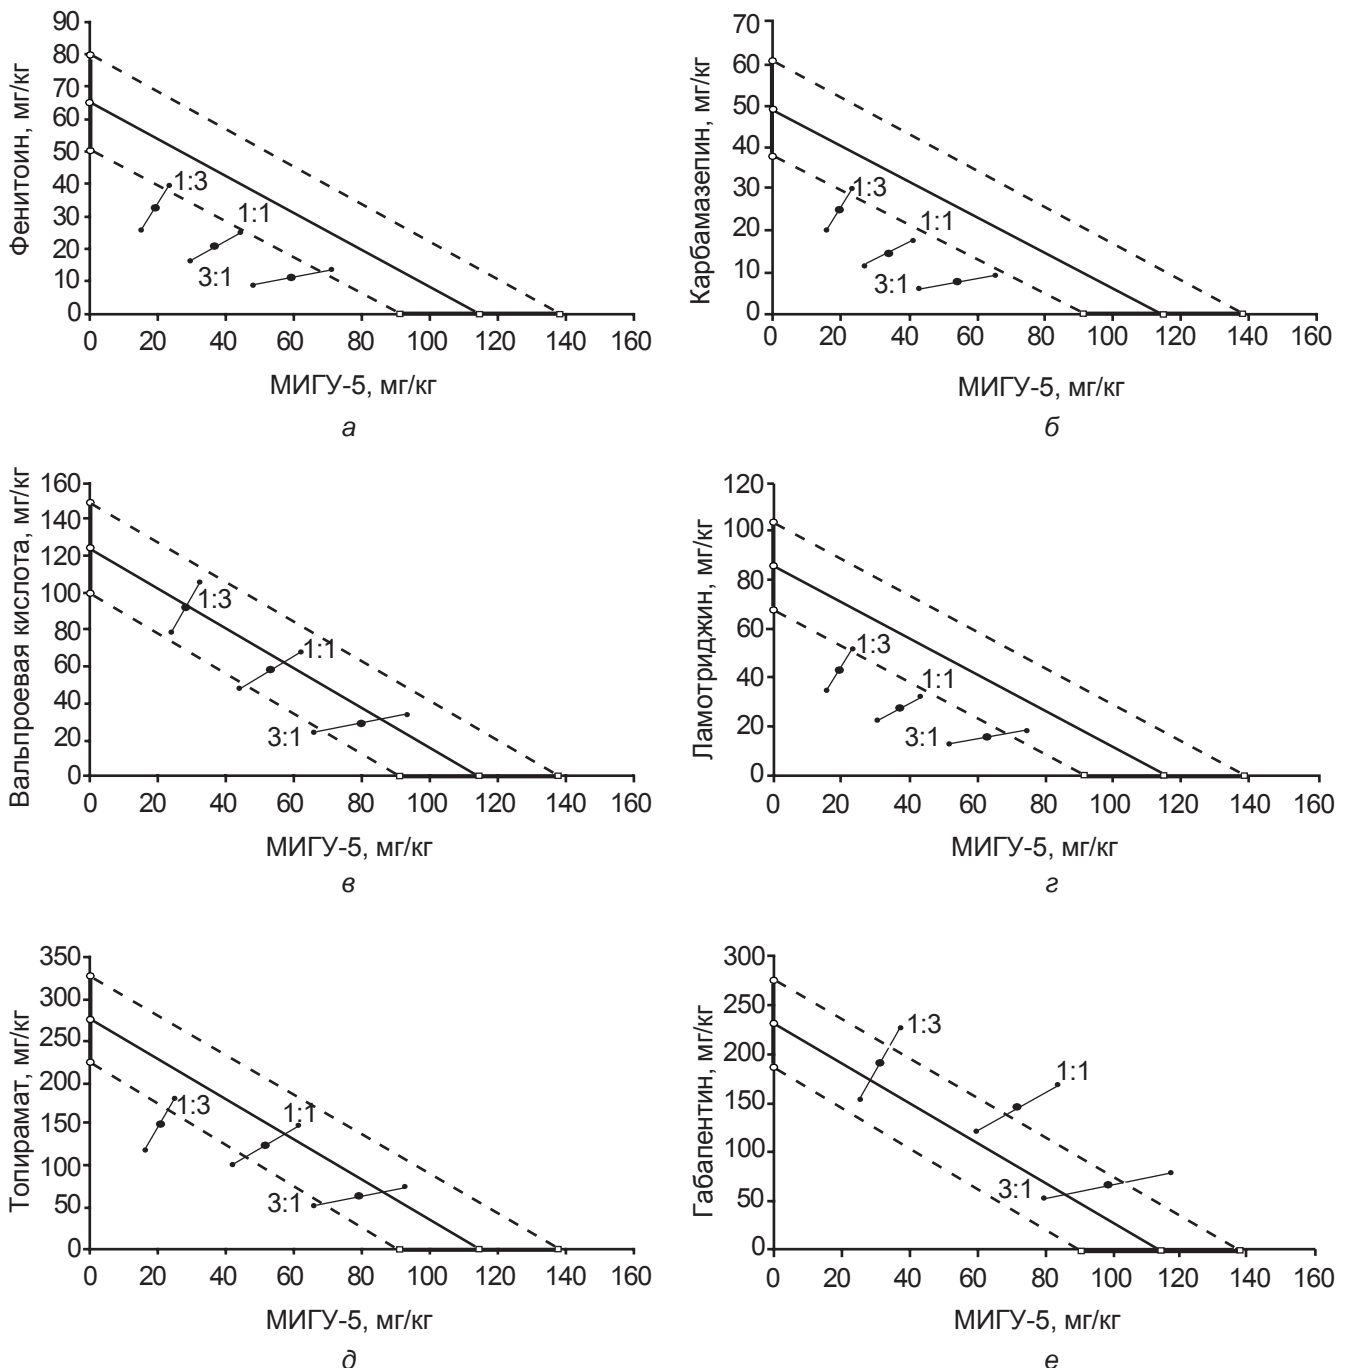 Фенитоин, мг/кг
90
80
70
60
50
40
30
20
10
0
1:3
1:1
3:1
0 20 40 60 80 100 120 140 160
МИГУ-5, мг/кг
а
Карбамазепин, мг/кг
70
60
50
40
30
20
10
0
1:3
1:1
3:1
0 20 40 60 80 100 120 140 160
МИГУ-5, мг/кг
б
Вальпроевая кислота, мг/кг
160
140
120
100
80
60
40
20
0
1:3
1:1
3:1
0 20 40 60 80 100 120 140 160
МИГУ-5, мг/кг
в
Ламотриджин, мг/кг
120
100
80
60
40
20
0
1:3
1:1
3:1
0 20 40 60 80 100 120 140 160
МИГУ-5, мг/кг
г
Топирамат, мг/кг
350
300
250
200
150
100
50
0
1:3
1:1
3:1
0 20 40 60 80 100 120 140 160
МИГУ-5, мг/кг
д
Габапентин, мг/кг
300
250
200
150
100
50
0
1:3
1:1
3:1
0 20 40 60 80 100 120 140 160
МИГУ-5, мг/кг
е